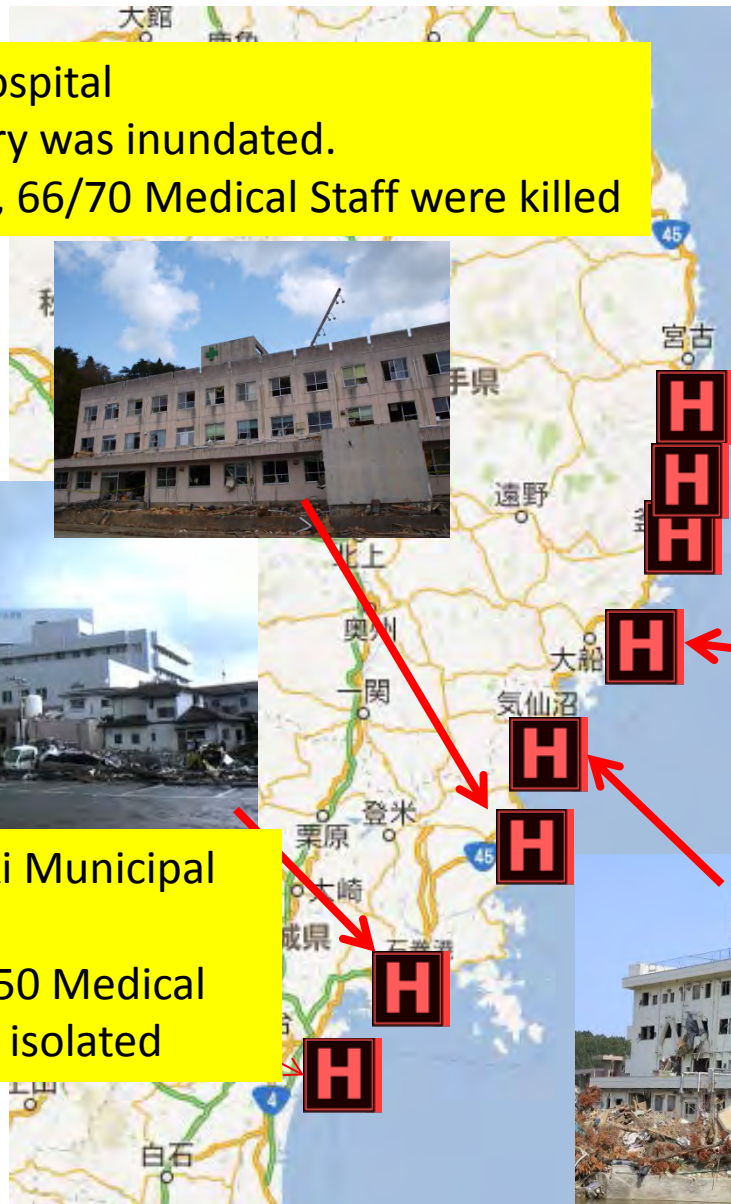 大館
ospital
ry was inundated.
, 66/70 Medical Staff were killed
45
宮古
手県
H
H
H
遠野
北上
奥州
大船
H
一関
気仙沼
H
登米
栗原
45
H
i Municipal
大崎
城県
石巻港
50 Medical
H
isolated
H
4
白石